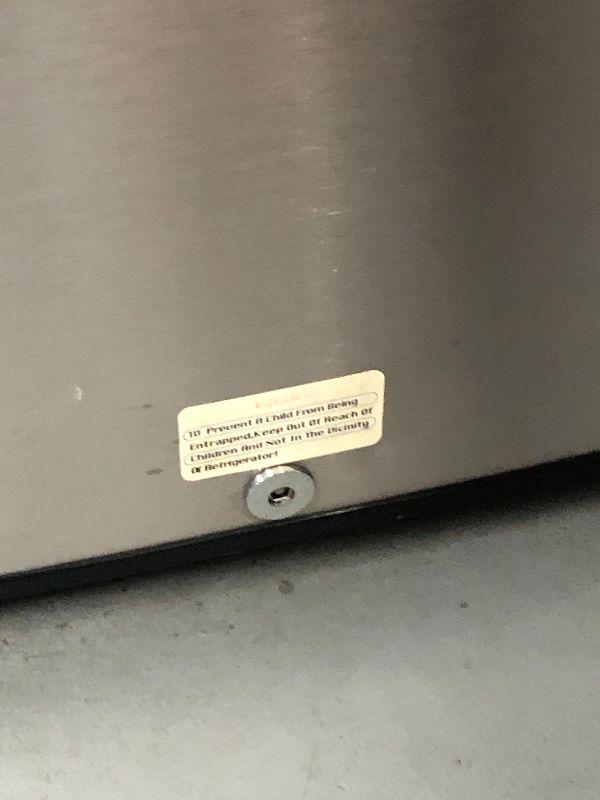 To Prevent A Child From Being
Entrapped,Keep Out Of Reach Of
Children And Not In The Vicinity
Of Refrigerator!